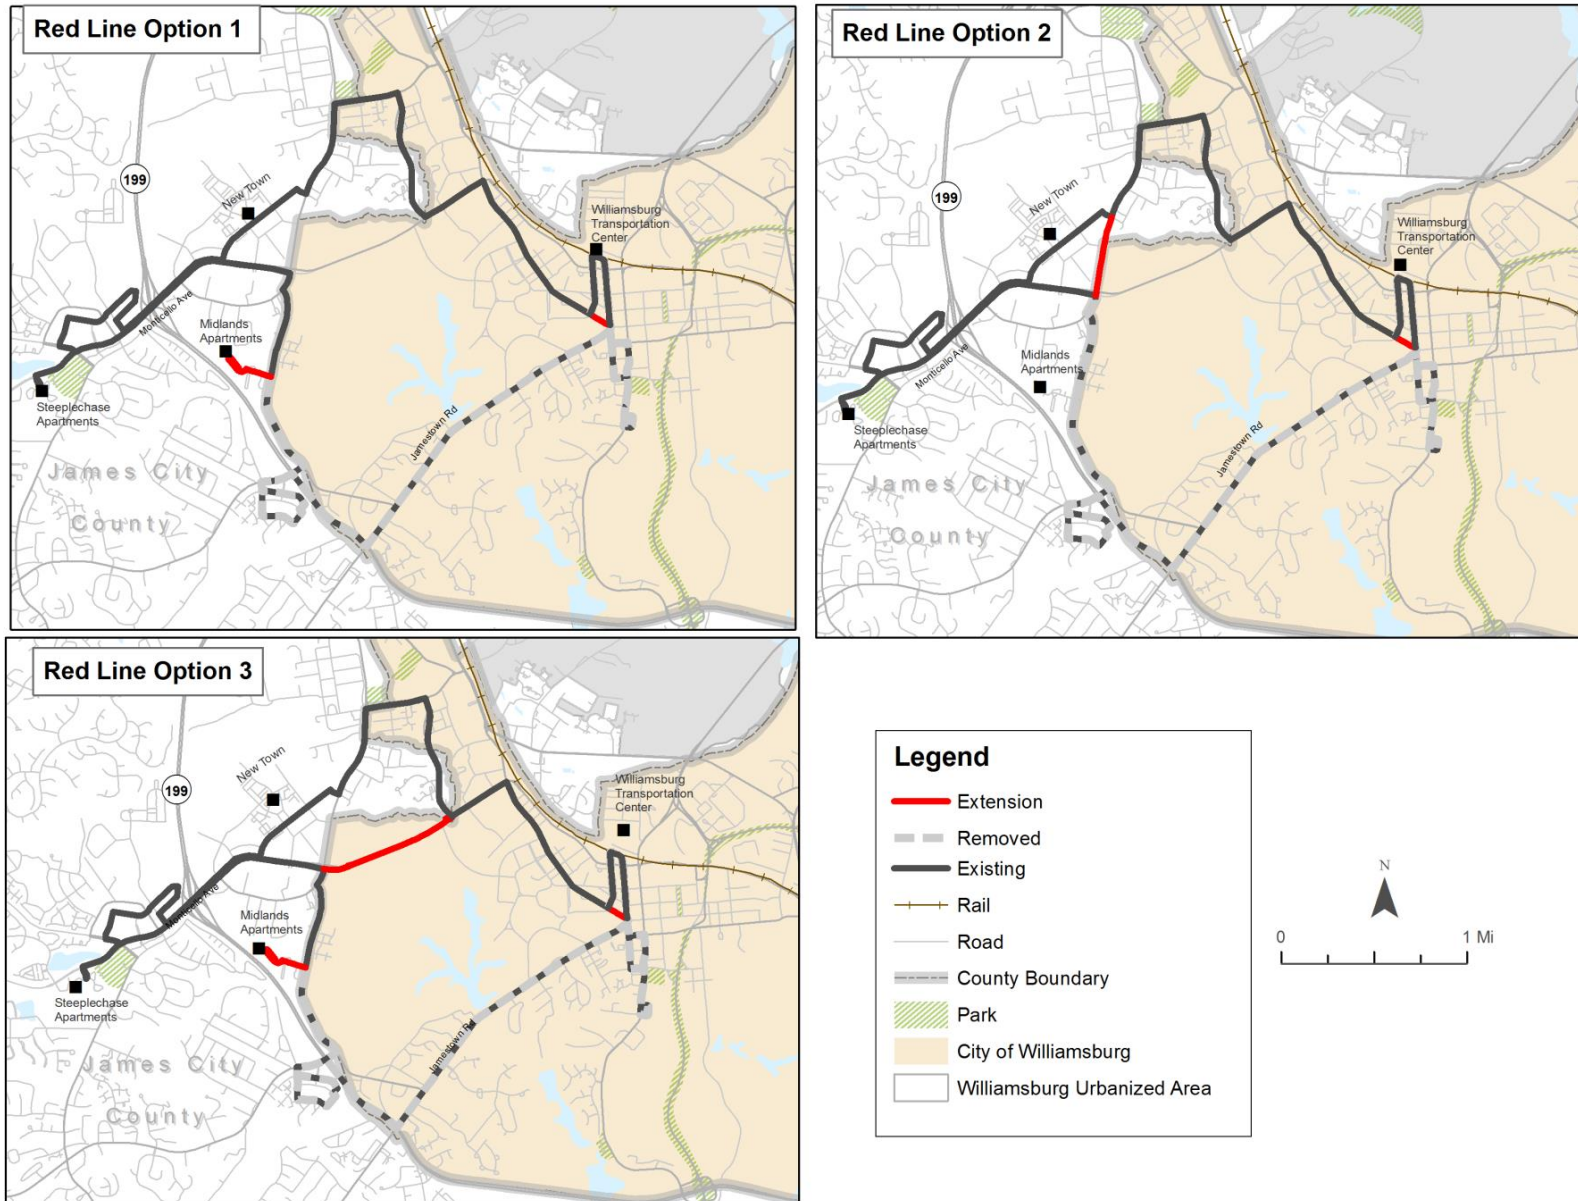 Red Line Option 1
199
New Town
Williamsburg
Transportation
Center
Monticello Ave
Midlands
Apartments
Steeplechase
Apartments
Jamestown Rd
James City
County
Red Line Option 2
199
New Town
Williamsburg
Transportation
Center
Monticello Ave
Midlands
Apartments
Steeplechase
Apartments
Jamestown Rd
James City
County
Red Line Option 3
199
New Town
Williamsburg
Transportation
Center
Monticello Ave
Midlands
Apartments
Steeplechase
Apartments
Jamestown Rd
James City
County
Legend
Extension
Removed
Existing
Rail
Road
County Boundary
Park
City of Williamsburg
Williamsburg Urbanized Area
N
0 1 Mi